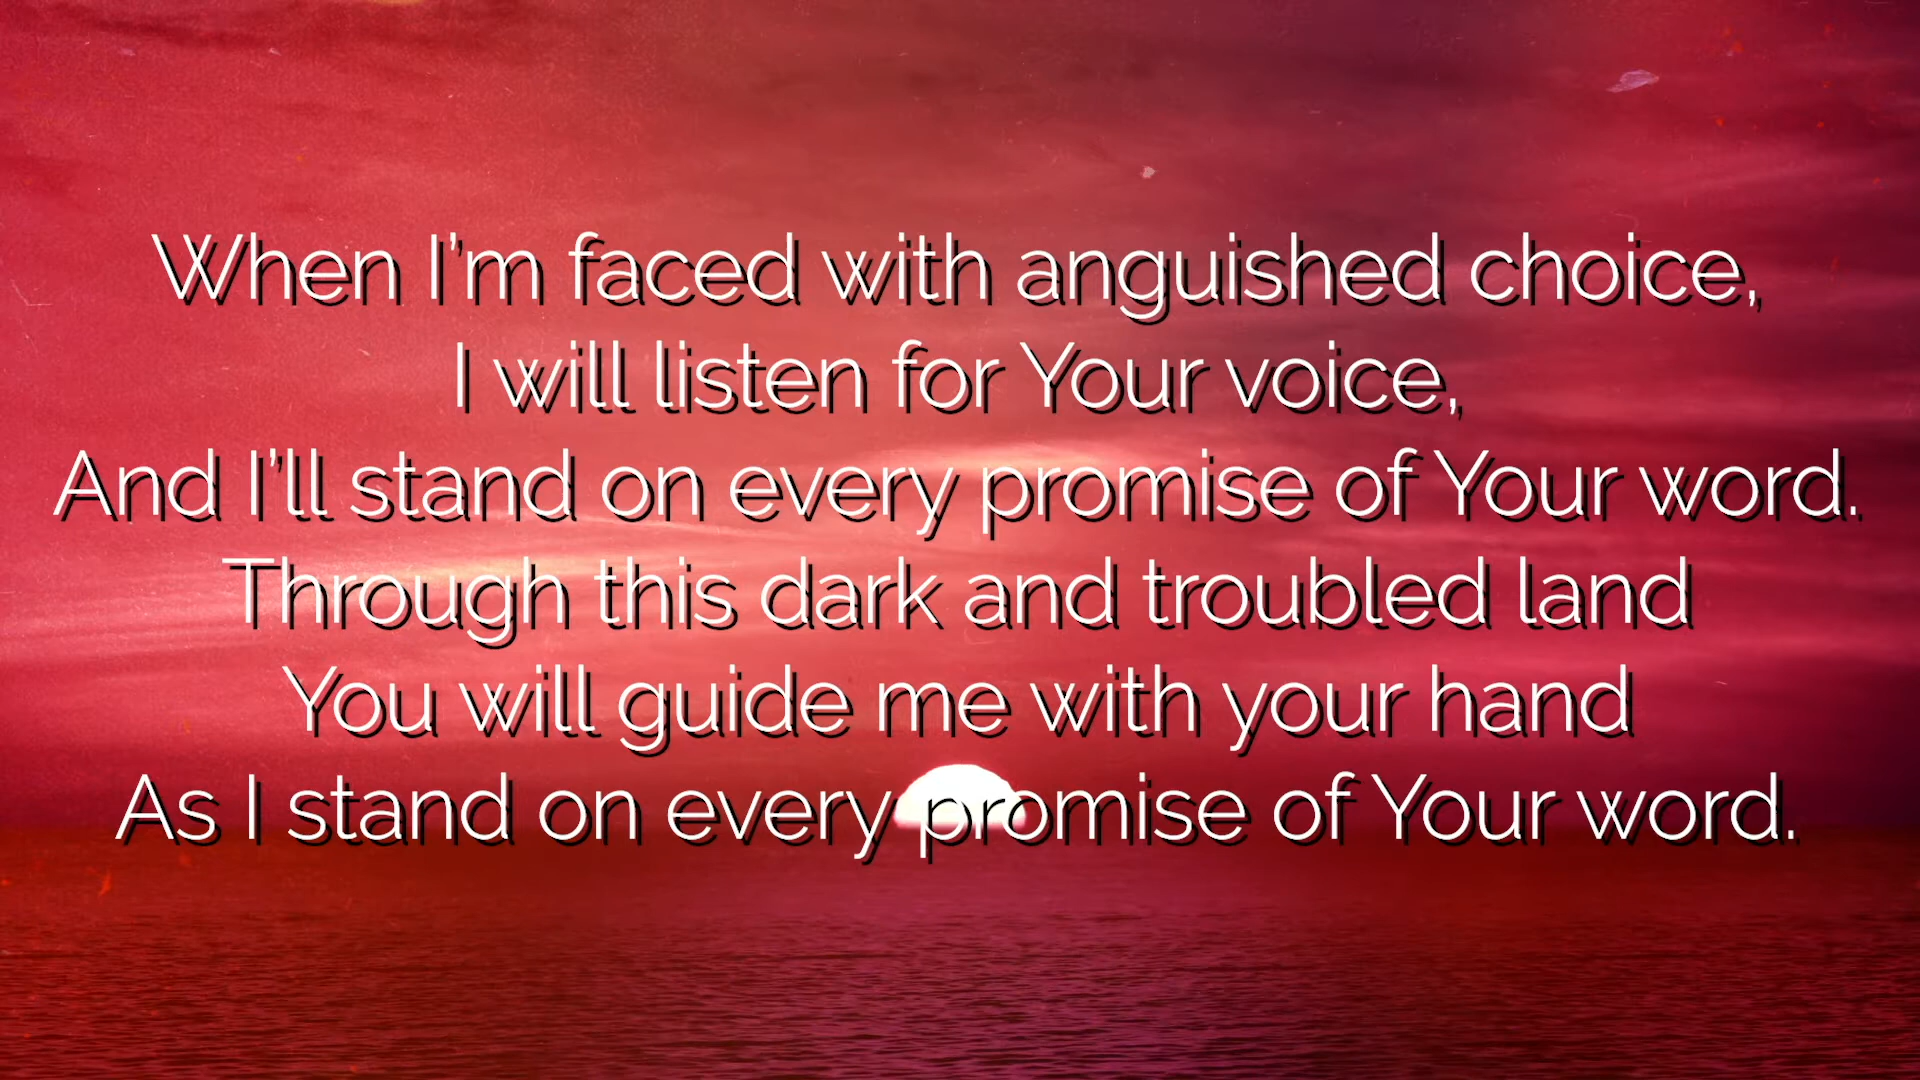 When I’m faced with anguished choice,
I will listen for Your voice,
And I’ll stand on every promise of Your word.
Through this dark and troubled land
You will guide me with your hand
As I stand on every promise of Your word.